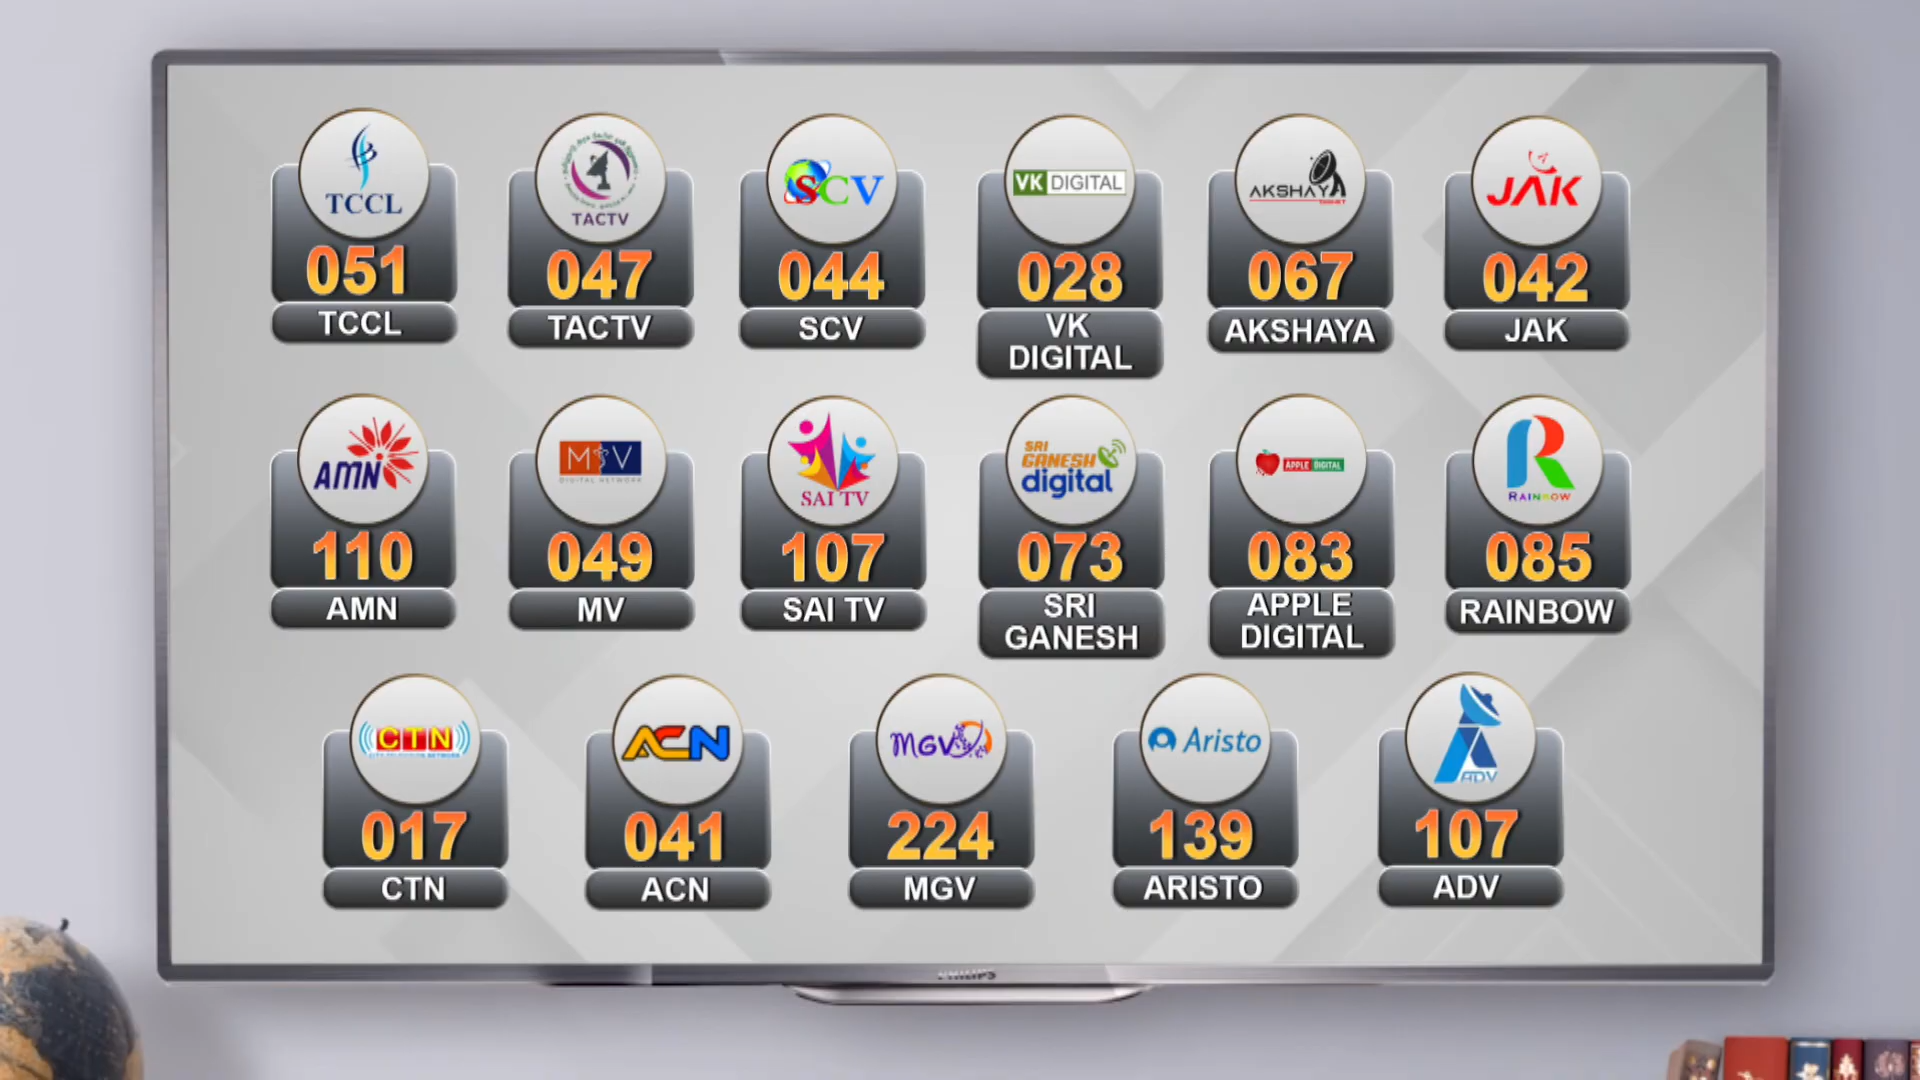 TCCL
TACTV
SCV
VK DIGITAL
AKSHAYA
JAK
051
047
044
028
067
042
TCCL
TACTV
SCV
VK
DIGITAL
AKSHAYA
JAK
AMN
MV
DIGITAL NETWORK
SAI TV
SRI
GANESH
digital
APPLE DIGITAL
RAINBOW
110
049
107
073
083
085
AMN
MV
SAI TV
SRI
GANESH
APPLE
DIGITAL
RAINBOW
CTN
ACN
MGV
Aristo
ADV
017
041
224
139
107
CTN
ACN
MGV
ARISTO
ADV
PHILIPS